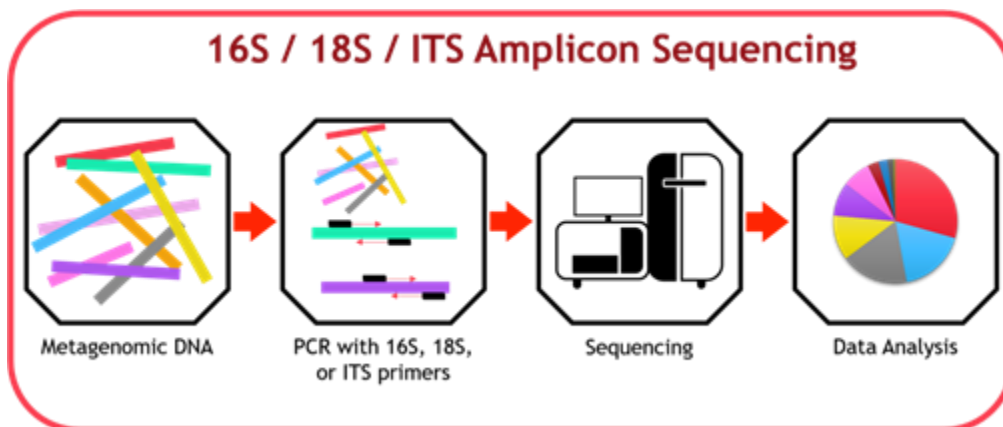 16S / 18S / ITS Amplicon Sequencing
Metagenomic DNA
PCR with 16S, 18S,
or ITS primers
Sequencing
Data Analysis